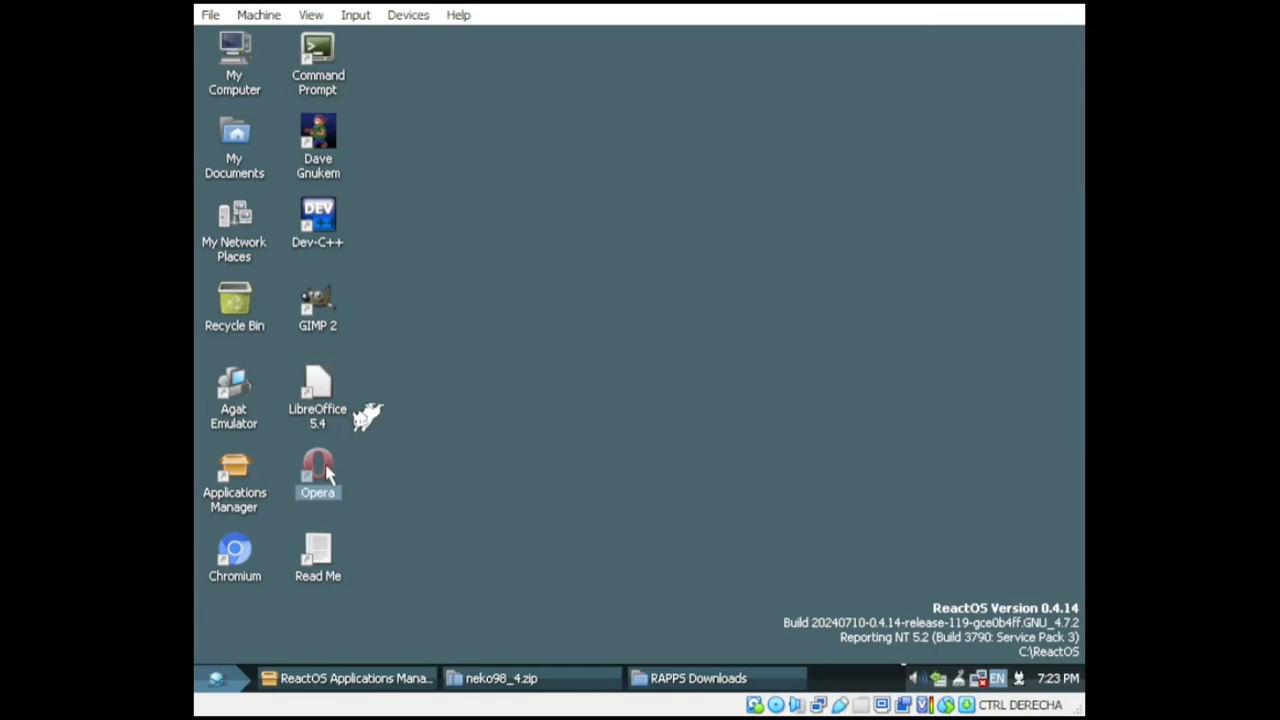 File Machine View Input Devices Help
My
Computer
Command
Prompt
My
Documents
Dave
Gnukem
My Network
Places
DEV
Dev-C++
Recycle Bin
GIMP 2
Agat
Emulator
LibreOffice
5.4
Applications
Manager
Opera
Chromium
Read Me
ReactOS Version 0.4.14
Build 20240710-0.4.14-release-119-gce0b4ff.GNU_4.7.2
Reporting NT 5.2 (Build 3790: Service Pack 3)
C:\ReactOS
ReactOS Applications Mana... neko98_4.zip RAPPS Downloads EN 7:23 PM
CTRL DERECHA